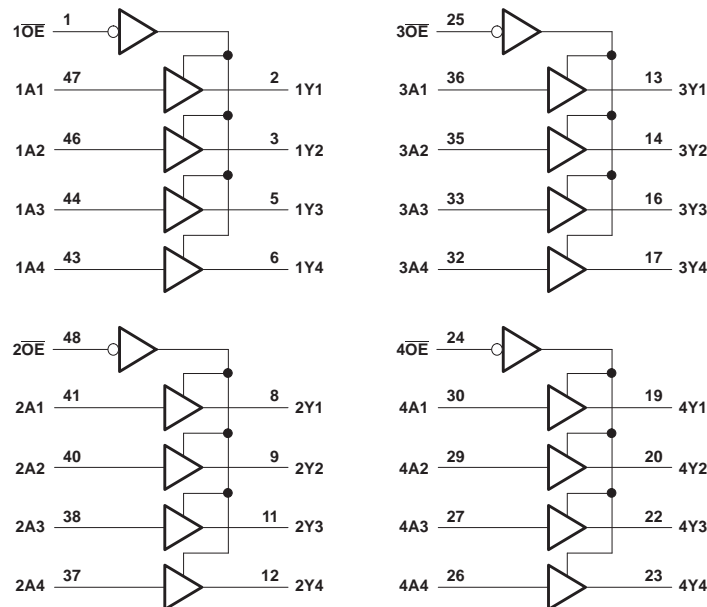 1OE 1
1A1 47 2 1Y1
1A2 46 3 1Y2
1A3 44 5 1Y3
1A4 43 6 1Y4
3OE 25
3A1 36 13 3Y1
3A2 35 14 3Y2
3A3 33 16 3Y3
3A4 32 17 3Y4
2OE 48
2A1 41 8 2Y1
2A2 40 9 2Y2
2A3 38 11 2Y3
2A4 37 12 2Y4
4OE 24
4A1 30 19 4Y1
4A2 29 20 4Y2
4A3 27 22 4Y3
4A4 26 23 4Y4